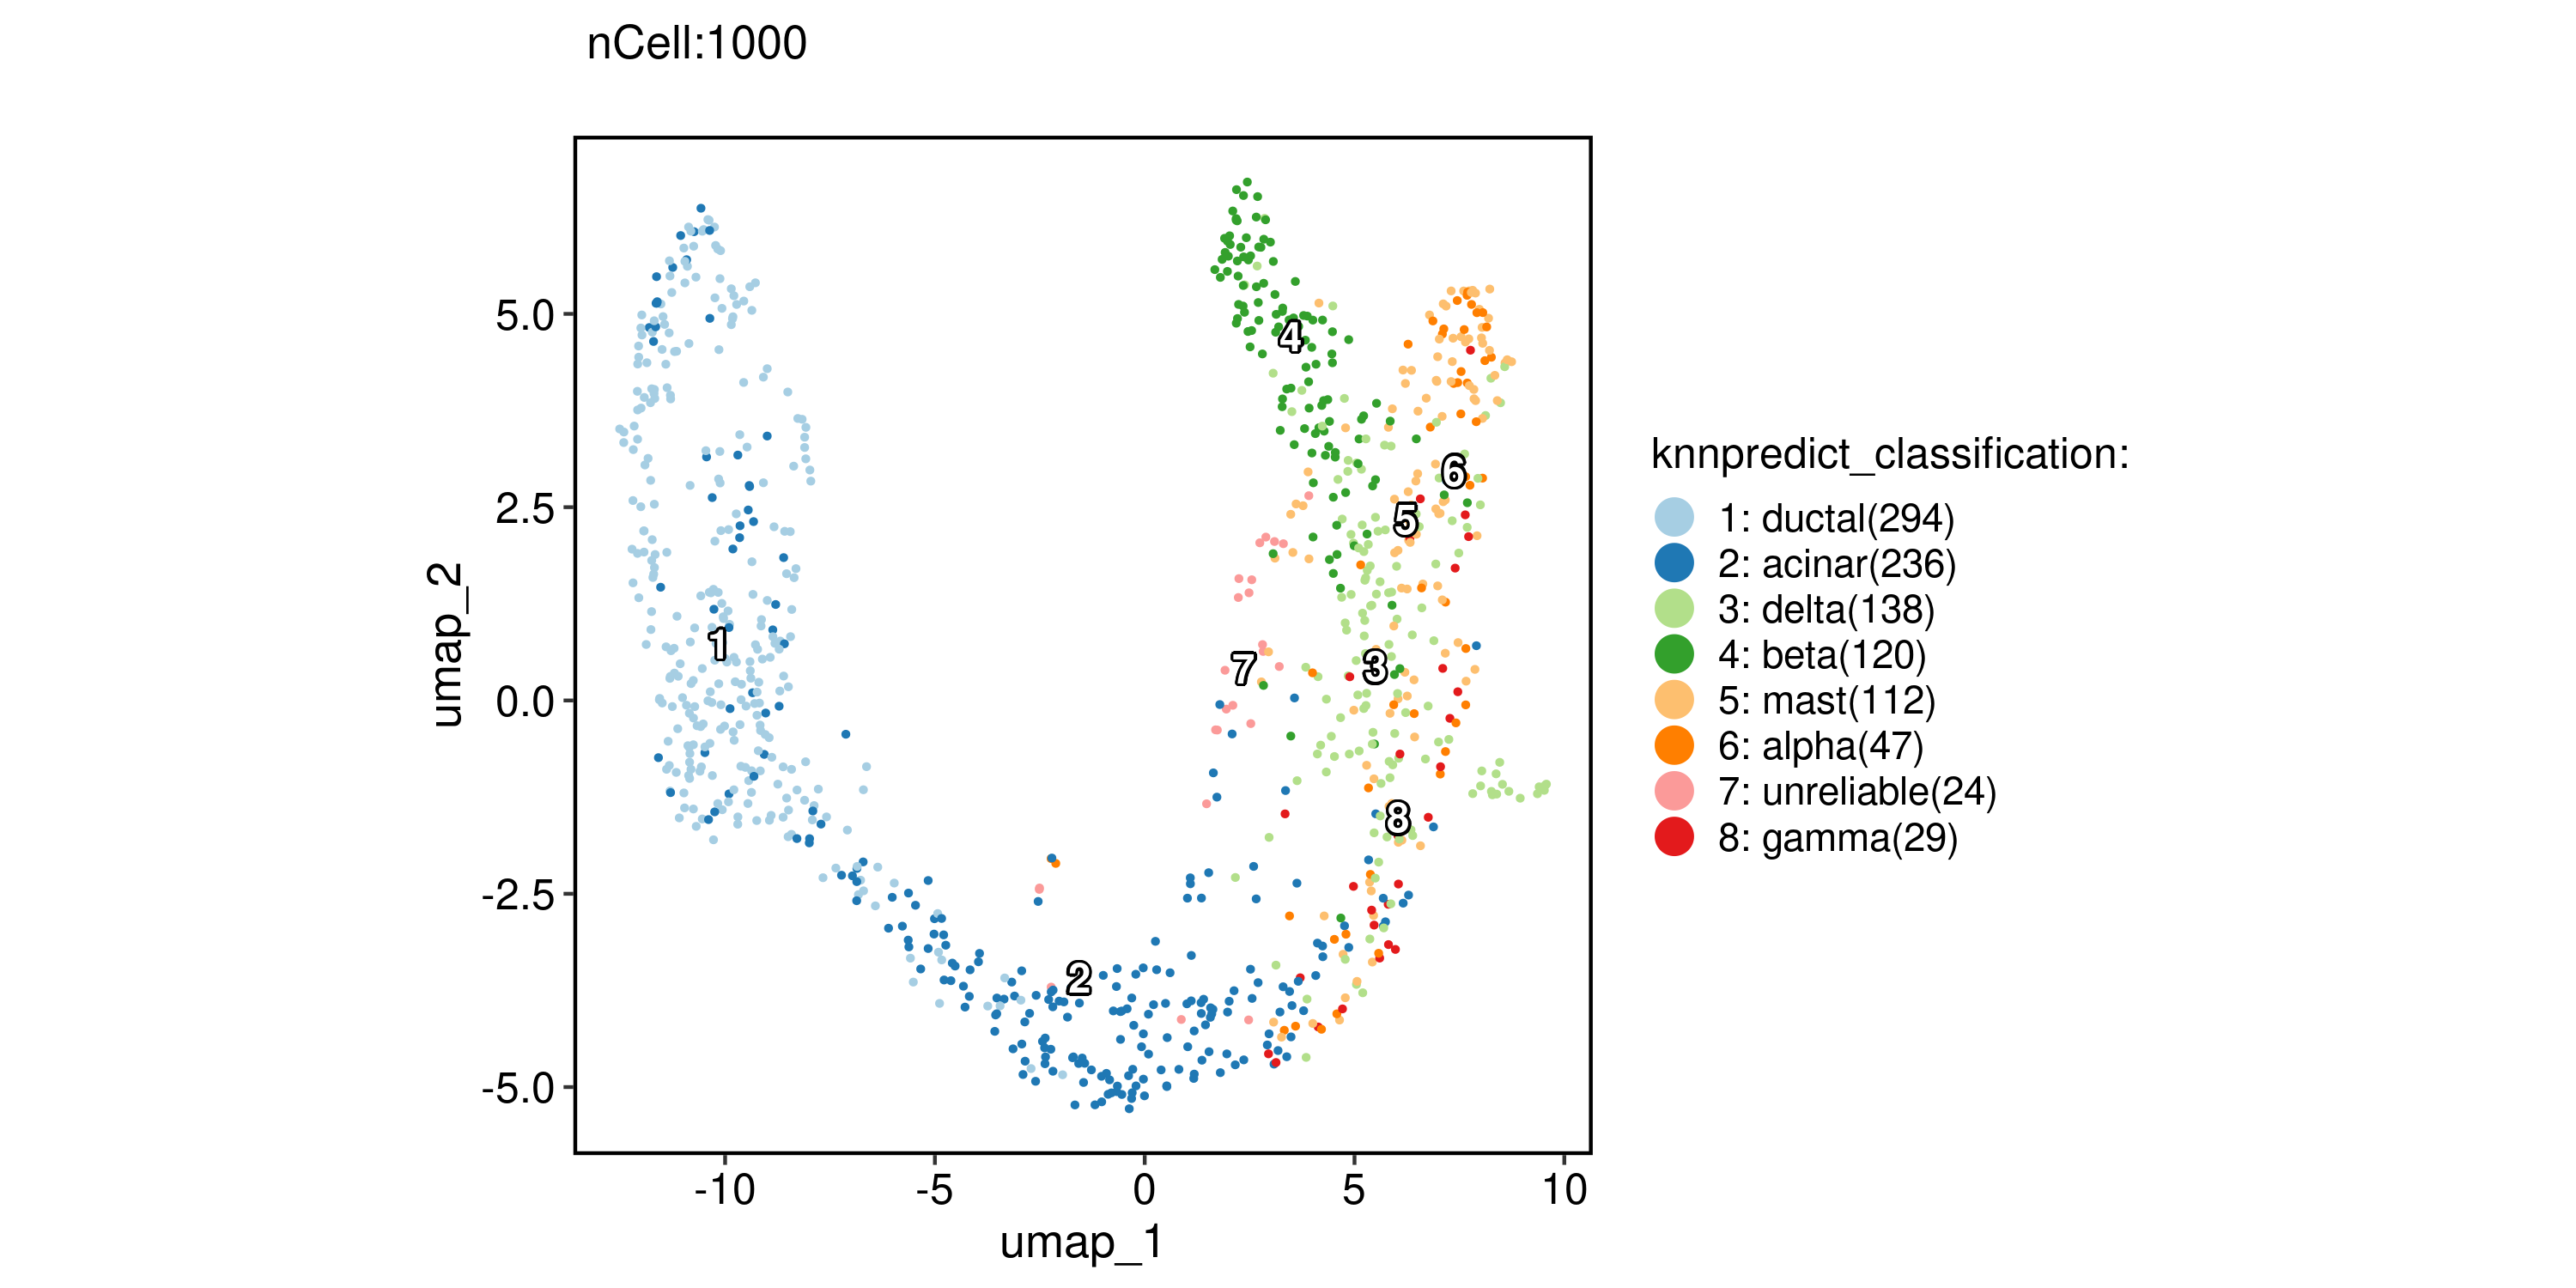 nCell:1000
umap_2
5.0
2.5
0.0
-2.5
-5.0
4
6
5
1
7
3
8
2
-10
-5
0
5
10
umap_1
knnpredict_classification:
1: ductal(294)
2: acinar(236)
3: delta(138)
4: beta(120)
5: mast(112)
6: alpha(47)
7: unreliable(24)
8: gamma(29)